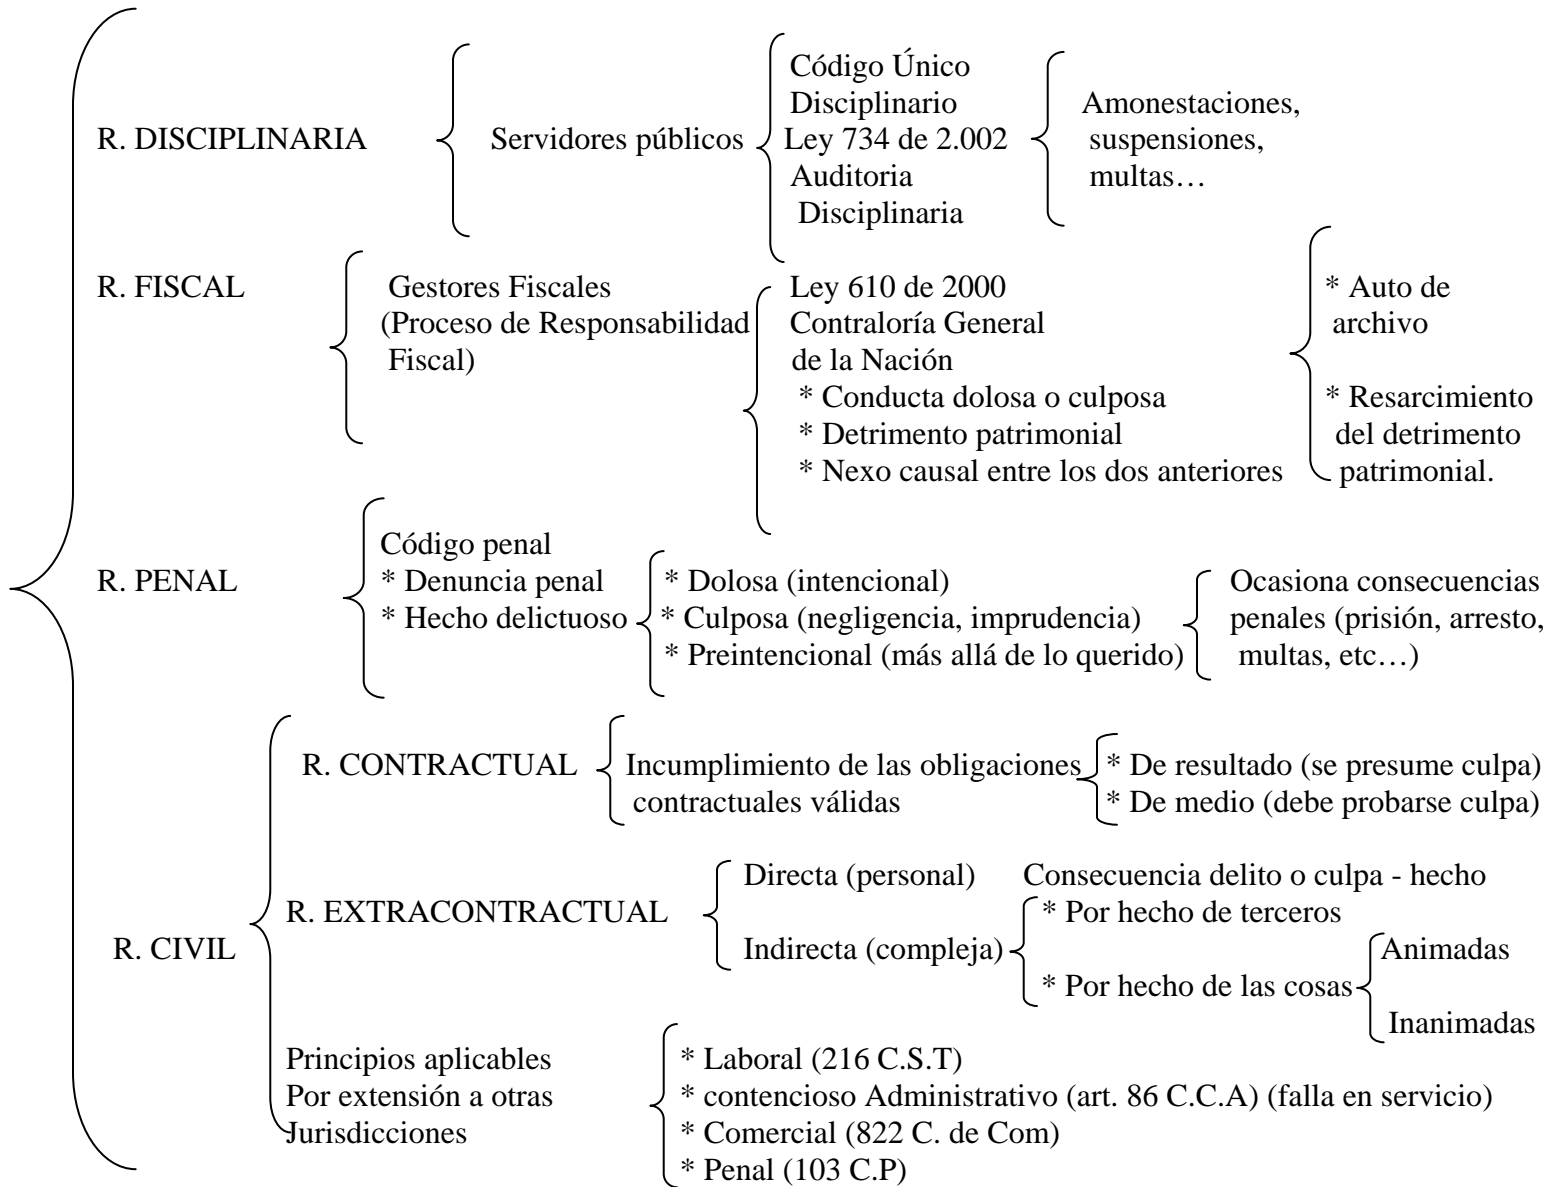 R. DISCIPLINARIA
Servidores públicos
Código Único
Disciplinario
Ley 734 de 2.002
Auditoria
Disciplinaria
Amonestaciones,
suspensiones,
multas…
R. FISCAL
Gestores Fiscales
(Proceso de Responsabilidad
Fiscal)
Ley 610 de 2000
Contraloría General
de la Nación
* Conducta dolosa o culposa
* Detrimento patrimonial
* Nexo causal entre los dos anteriores
* Auto de
archivo
* Resarcimiento
del detrimento
patrimonial.
R. PENAL
Código penal
* Denuncia penal
* Hecho delictuoso
* Dolosa (intencional)
* Culposa (negligencia, imprudencia)
* Preintencional (más allá de lo querido)
Ocasiona consecuencias
penales (prisión, arresto,
multas, etc…)
R. CIVIL
R. CONTRACTUAL
Incumplimiento de las obligaciones
contractuales válidas
* De resultado (se presume culpa)
* De medio (debe probarse culpa)
R. EXTRACONTRACTUAL
Directa (personal)
Consecuencia delito o culpa - hecho
Indirecta (compleja)
* Por hecho de terceros
* Por hecho de las cosas
Animadas
Inanimadas
Principios aplicables
Por extensión a otras
Jurisdicciones
* Laboral (216 C.S.T)
* contencioso Administrativo (art. 86 C.C.A) (falla en servicio)
* Comercial (822 C. de Com)
* Penal (103 C.P)